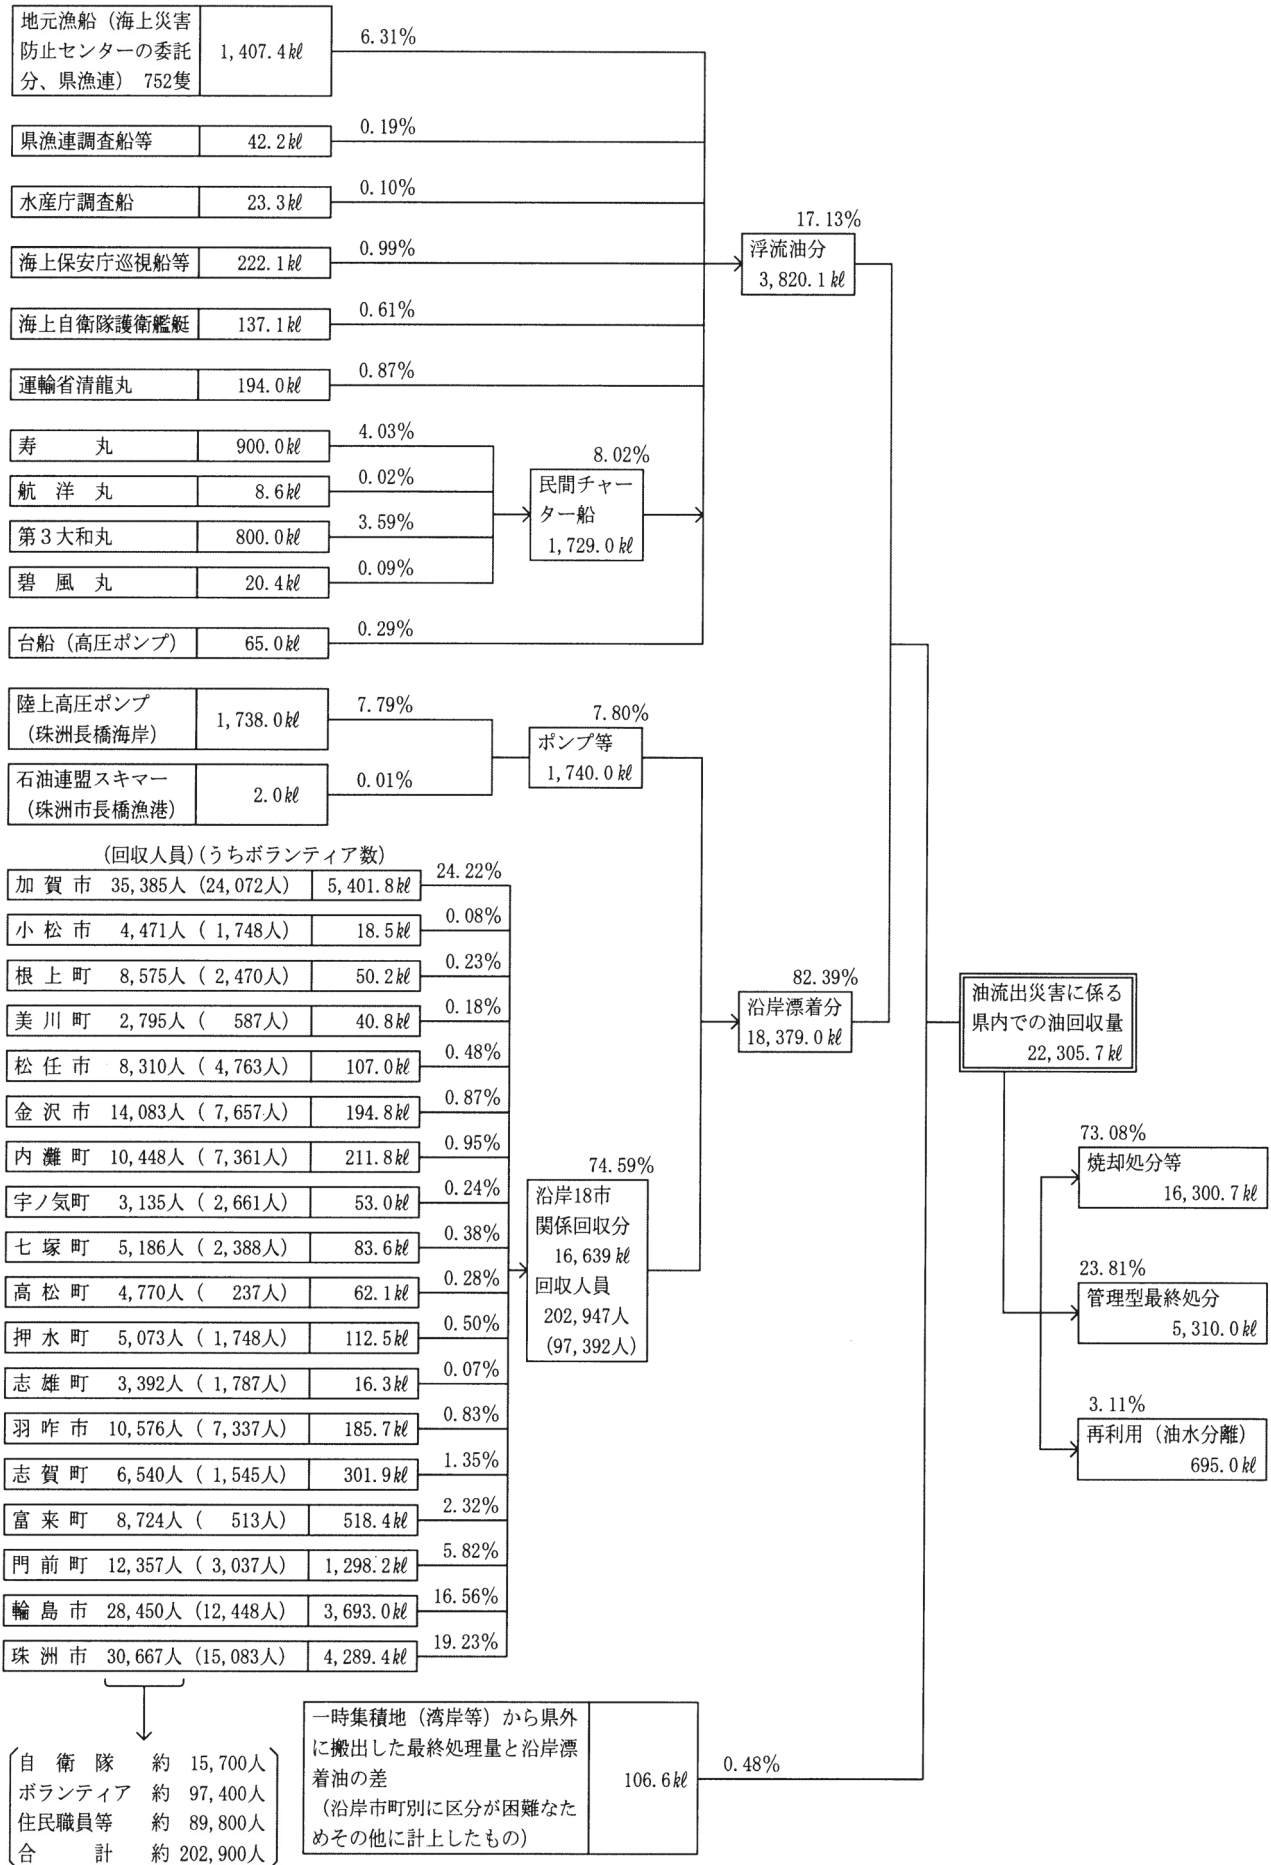 地元漁船（海上災害
防止センターの委託
分、県漁連） 752隻
1,407.4㎘
6.31%
県漁連調査船等 42.2㎘
0.19%
水産庁調査船 23.3㎘
0.10%
海上保安庁巡視船等 222.1㎘
0.99%
海上自衛隊護衛艦艇 137.1㎘
0.61%
運輸省清龍丸 194.0㎘
0.87%
寿丸 900.0㎘
4.03%
航洋丸 8.6㎘
0.02%
第３大和丸 800.0㎘
3.59%
碧風丸 20.4㎘
0.09%
8.02%
民間チャー
ター船
1,729.0㎘
台船（高圧ポンプ） 65.0㎘
0.29%
17.13%
浮流油分
3,820.1㎘
陸上高圧ポンプ
（珠洲長橋海岸）
1,738.0㎘
7.79%
石油連盟スキマー
（珠洲市長橋漁港）
2.0㎘
0.01%
7.80%
ポンプ等
1,740.0㎘
(回収人員)(うちボランティア数)
加賀市 35,385人 (24,072人) 5,401.8㎘ 24.22%
小松市 4,471人 ( 1,748人) 18.5㎘ 0.08%
根上町 8,575人 ( 2,470人) 50.2㎘ 0.23%
美川町 2,795人 ( 587人) 40.8㎘ 0.18%
松任市 8,310人 ( 4,763人) 107.0㎘ 0.48%
金沢市 14,083人 ( 7,657人) 194.8㎘ 0.87%
内灘町 10,448人 ( 7,361人) 211.8㎘ 0.95%
宇ノ気町 3,135人 ( 2,661人) 53.0㎘ 0.24%
七塚町 5,186人 ( 2,388人) 83.6㎘ 0.38%
高松町 4,770人 ( 237人) 62.1㎘ 0.28%
押水町 5,073人 ( 1,748人) 112.5㎘ 0.50%
志雄町 3,392人 ( 1,787人) 16.3㎘ 0.07%
羽咋市 10,576人 ( 7,337人) 185.7㎘ 0.83%
志賀町 6,540人 ( 1,545人) 301.9㎘ 1.35%
富来町 8,724人 ( 513人) 518.4㎘ 2.32%
門前町 12,357人 ( 3,037人) 1,298.2㎘ 5.82%
輪島市 28,450人 (12,448人) 3,693.0㎘ 16.56%
珠洲市 30,667人 (15,083人) 4,289.4㎘ 19.23%
74.59%
沿岸18市
関係回収分
16,639㎘
回収人員
202,947人
(97,392人)
82.39%
沿岸漂着分
18,379.0㎘
油流出災害に係る
県内での油回収量
22,305.7㎘
73.08%
焼却処分等
16,300.7㎘
23.81%
管理型最終処分
5,310.0㎘
3.11%
再利用（油水分離）
695.0㎘
自衛隊 約 15,700人
ボランティア 約 97,400人
住民職員等 約 89,800人
合計 約 202,900人
一時集積地（湾岸等）から県外
に搬出した最終処理量と沿岸漂
着油の差
（沿岸市町別に区分が困難なた
めその他に計上したもの）
106.6㎘
0.48%